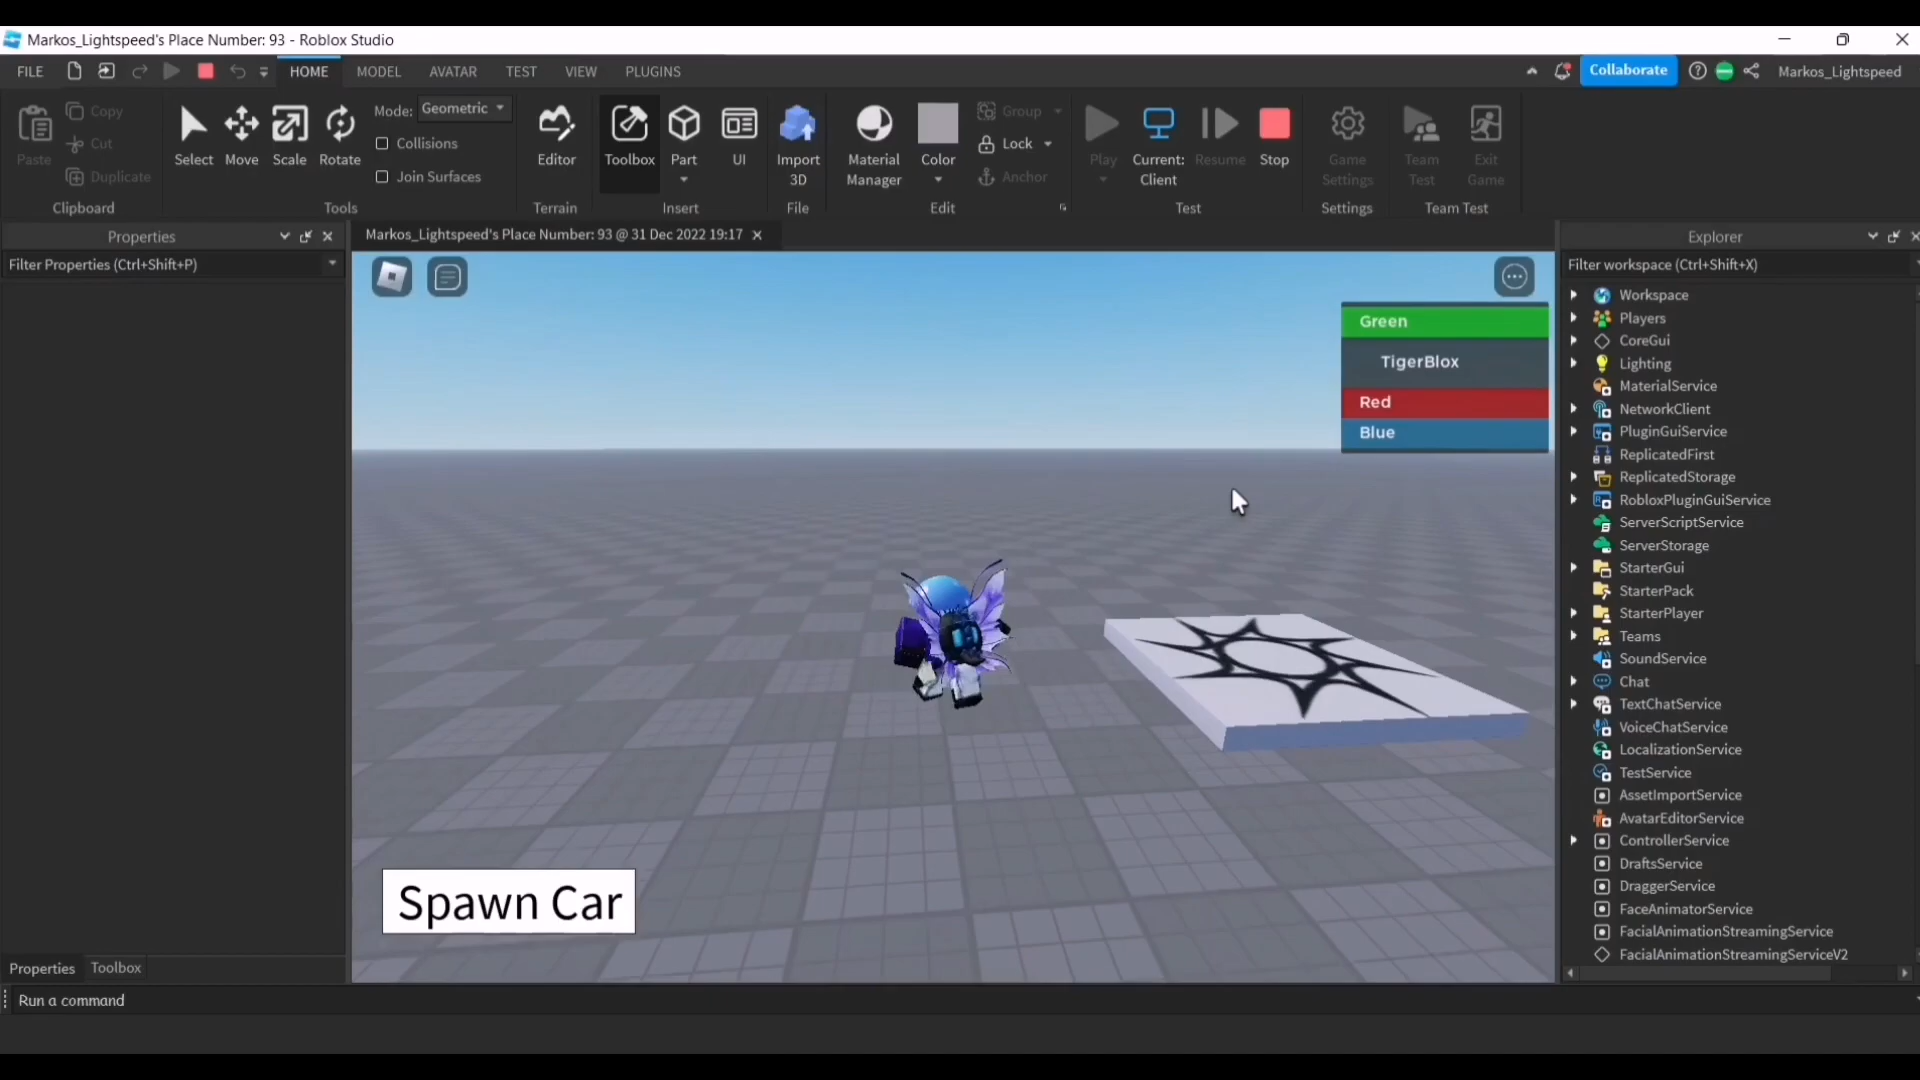 Markos_Lightspeed's Place Number: 93 - Roblox Studio
FILE HOME MODEL AVATAR TEST VIEW PLUGINS Collaborate Markos_Lightspeed
Paste Copy Cut Duplicate
Clipboard
Select Move Scale Rotate
Mode: Geometric
Collisions
Join Surfaces
Tools
Editor
Terrain
Toolbox Part UI
Insert
Import 3D
File
Material Manager Color
Group
Lock
Anchor
Edit
Play Current: Client Resume Stop
Test
Game Settings
Settings
Team Test Exit Game
Team Test
Properties
Filter Properties (Ctrl+Shift+P)
Markos_Lightspeed's Place Number: 93 @ 31 Dec 2022 19:17
Green
TigerBlox
Red
Blue
Spawn Car
Explorer
Filter workspace (Ctrl+Shift+X)
Workspace
Players
CoreGui
Lighting
MaterialService
NetworkClient
PluginGuiService
ReplicatedFirst
ReplicatedStorage
RobloxPluginGuiService
ServerScriptService
ServerStorage
StarterGui
StarterPack
StarterPlayer
Teams
SoundService
Chat
TextChatService
VoiceChatService
LocalizationService
TestService
AssetImportService
AvatarEditorService
ControllerService
DraftsService
DraggerService
FaceAnimatorService
FacialAnimationStreamingService
FacialAnimationStreamingServiceV2
Properties Toolbox
Run a command